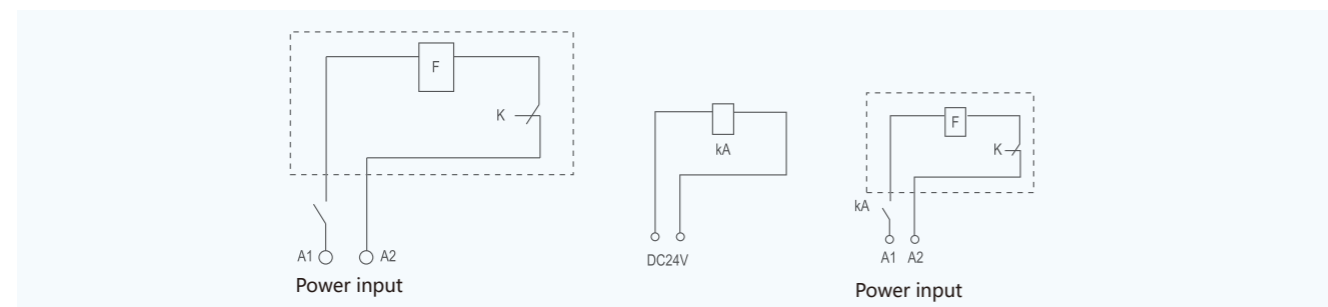 F
K
A1
A2
Power input
kA
DC24V
F
K
kA
A1 A2
Power input